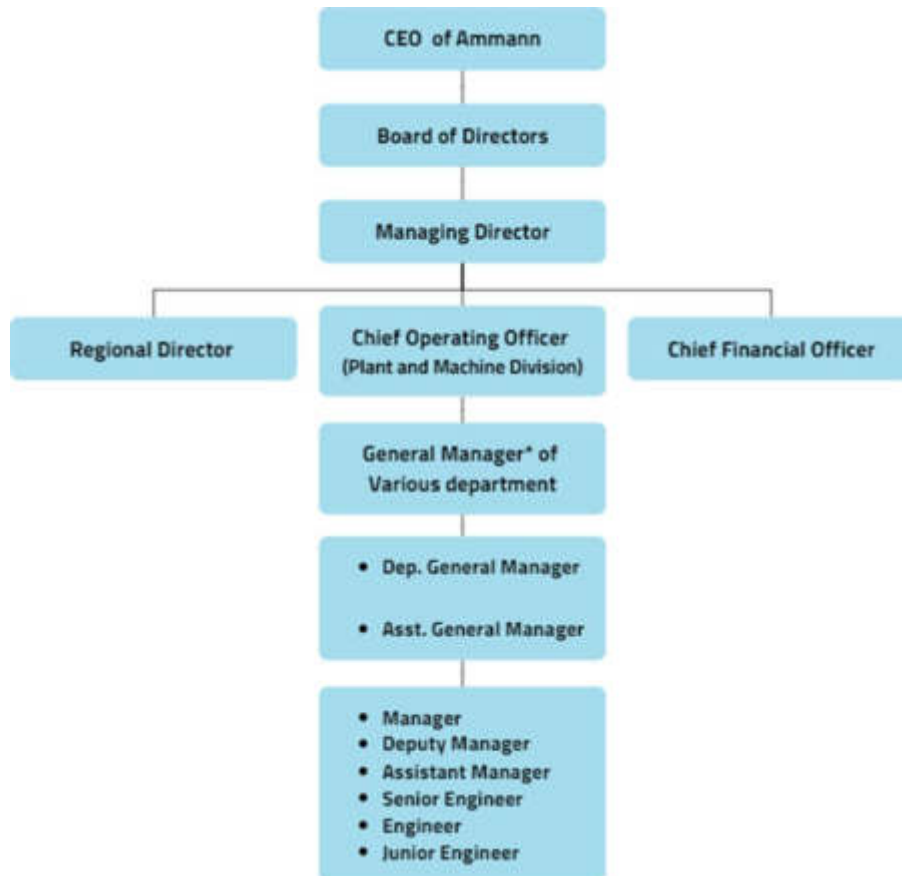 CEO of Ammann
Board of Directors
Managing Director
Regional Director
Chief Operating Officer
(Plant and Machine Division)
Chief Financial Officer
General Manager* of
Various department
• Dep. General Manager
• Asst. General Manager
• Manager
• Deputy Manager
• Assistant Manager
• Senior Engineer
• Engineer
• Junior Engineer